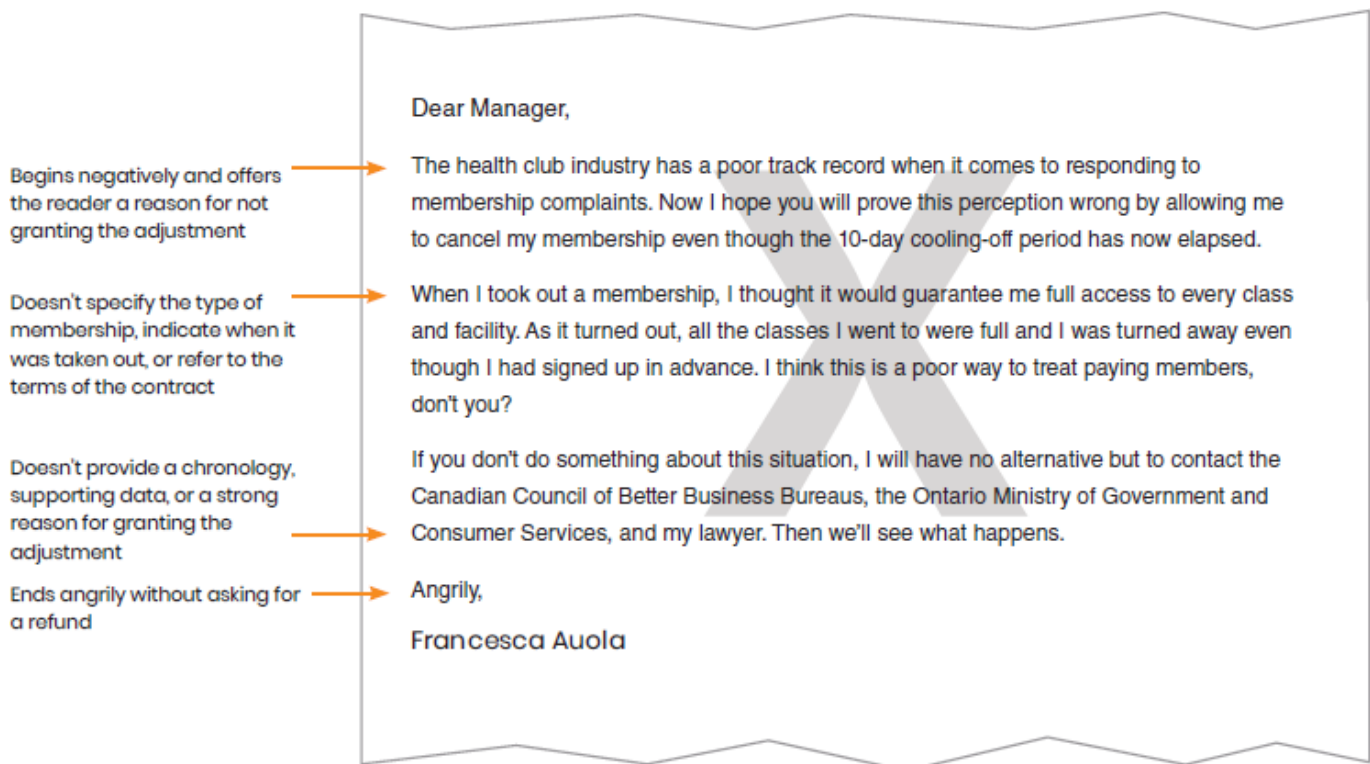 Dear Manager,
Begins negatively and offers
the reader a reason for not
granting the adjustment
The health club industry has a poor track record when it comes to responding to
membership complaints. Now I hope you will prove this perception wrong by allowing me
to cancel my membership even though the 10-day cooling-off period has now elapsed.
Doesn't specify the type of
membership, indicate when it
was taken out, or refer to the
terms of the contract
When I took out a membership, I thought it would guarantee me full access to every class
and facility. As it turned out, all the classes I went to were full and I was turned away even
though I had signed up in advance. I think this is a poor way to treat paying members,
don't you?
Doesn't provide a chronology,
supporting data, or a strong
reason for granting the
adjustment
If you don't do something about this situation, I will have no alternative but to contact the
Canadian Council of Better Business Bureaus, the Ontario Ministry of Government and
Consumer Services, and my lawyer. Then we'll see what happens.
Ends angrily without asking for
a refund
Angrily,
Francesca Auola
X